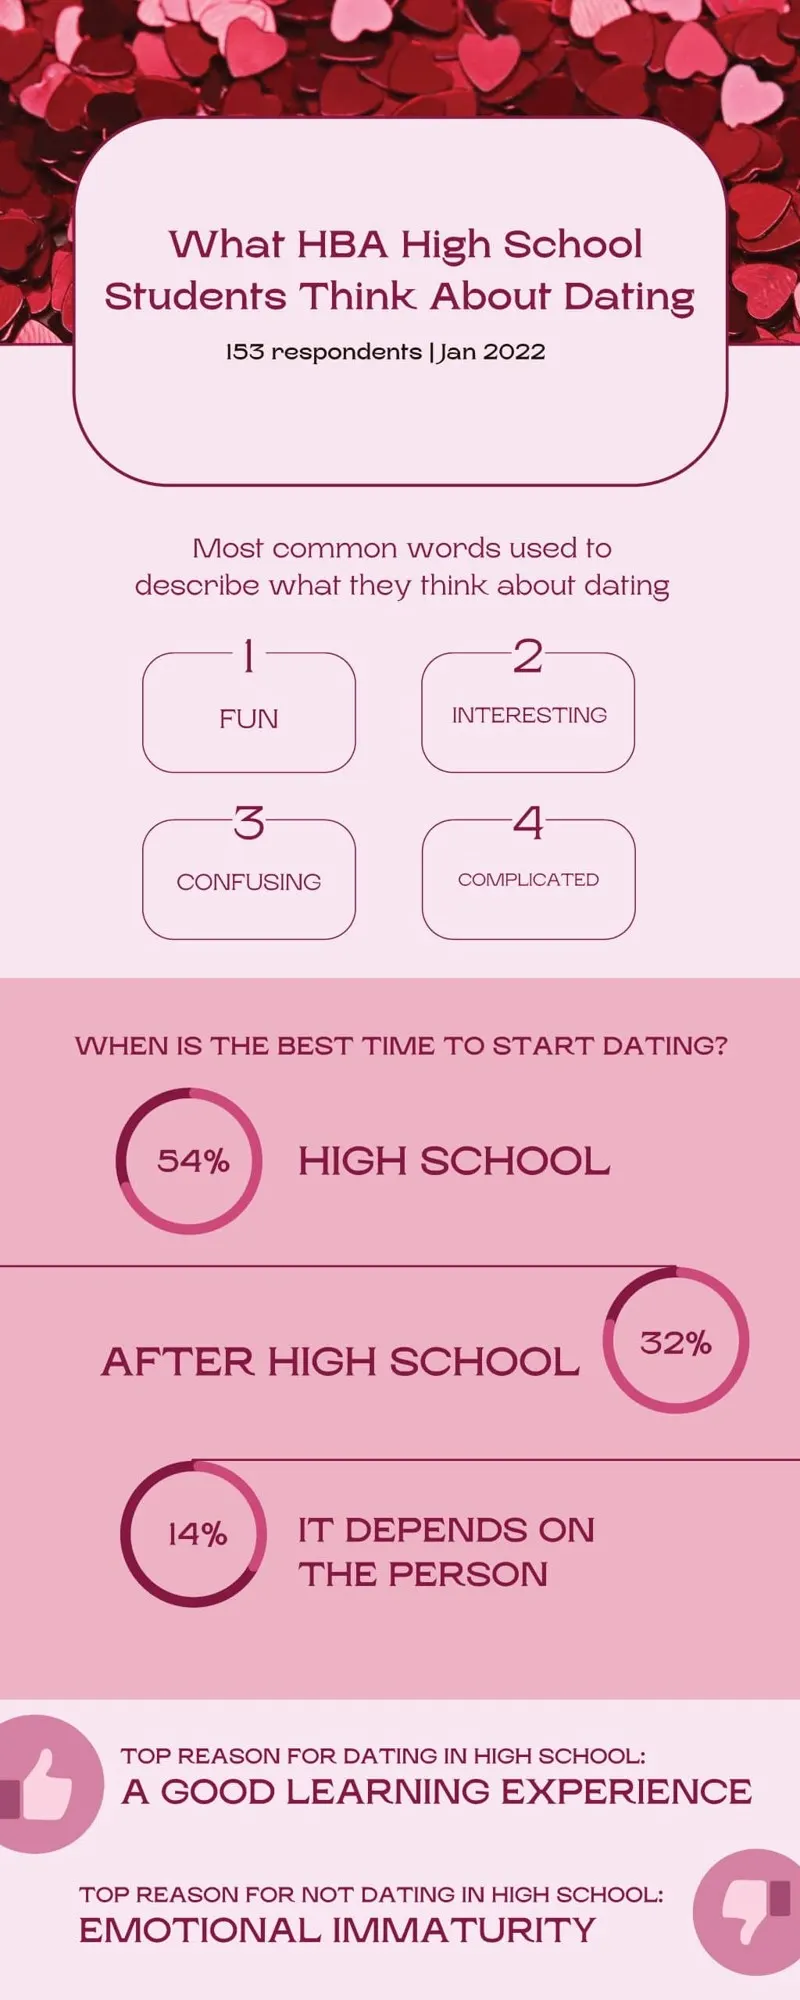 What HBA High School
Students Think About Dating
153 respondents | Jan 2022
Most common words used to
describe what they think about dating
1
FUN
2
INTERESTING
3
CONFUSING
4
COMPLICATED
WHEN IS THE BEST TIME TO START DATING?
54%
HIGH SCHOOL
AFTER HIGH SCHOOL
32%
14%
IT DEPENDS ON
THE PERSON
TOP REASON FOR DATING IN HIGH SCHOOL:
A GOOD LEARNING EXPERIENCE
TOP REASON FOR NOT DATING IN HIGH SCHOOL:
EMOTIONAL IMMATURITY